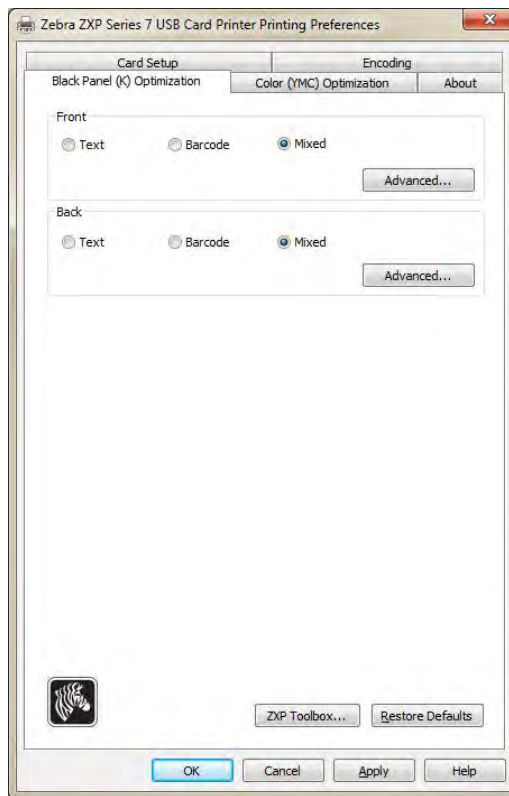 Zebra ZXP Series 7 USB Card Printer Printing Preferences
Card Setup Encoding
Black Panel (K) Optimization Color (YMC) Optimization About
Front
Text Barcode Mixed
Advanced...
Back
Text Barcode Mixed
Advanced...
ZXP Toolbox... Restore Defaults
OK Cancel Apply Help